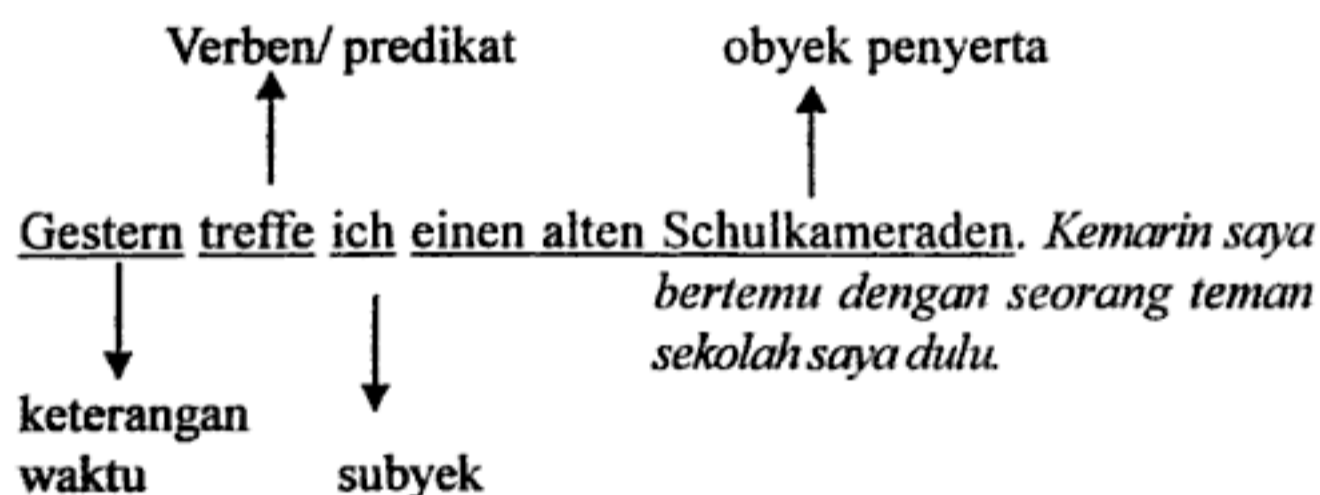 Verben/ predikat obyek penyerta
Gestern treffe ich einen alten Schulkameraden. Kemarin saya
bertemu dengan seorang teman
sekolah saya dulu.
keterangan
waktu subyek